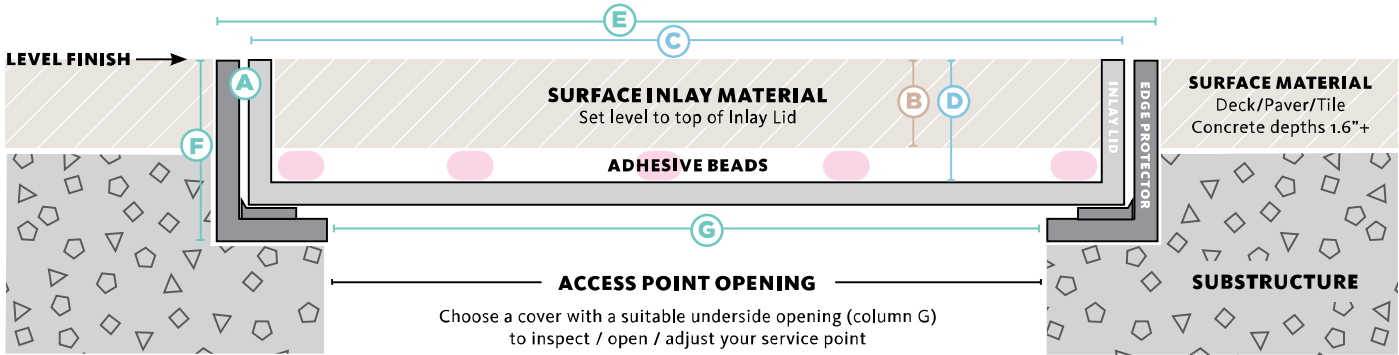 E
C
LEVEL FINISH
A
SURFACE INLAY MATERIAL
Set level to top of Inlay Lid
B
D
INLAY LID
EDGE PROTECTOR
SURFACE MATERIAL
Deck/Paver/Tile
Concrete depths 1.6"+
F
ADHESIVE BEADS
G
ACCESS POINT OPENING
SUBSTRUCTURE
Choose a cover with a suitable underside opening (column G)
to inspect / open / adjust your service point